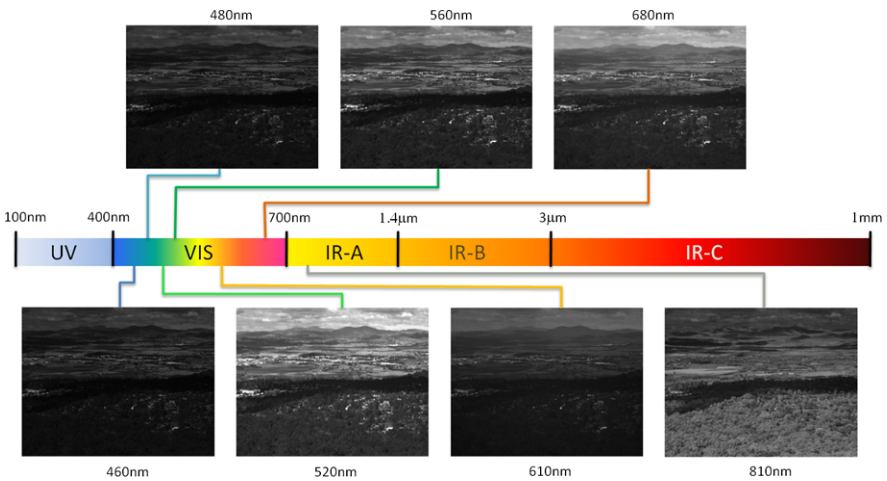 480nm 560nm 680nm
100nm 400nm 700nm 1.4μm 3μm 1mm
UV VIS IR-A IR-B IR-C
460nm 520nm 610nm 810nm